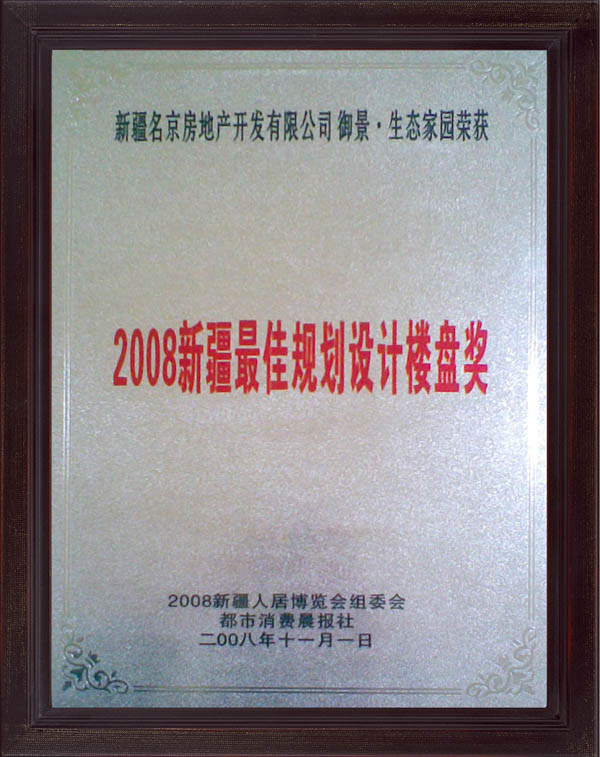 新疆名京房地产开发有限公司 御景·生态家园荣获
2008新疆最佳规划设计楼盘奖
2008新疆人居博览会组委会
都市消费晨报社
二00八年十一月一日